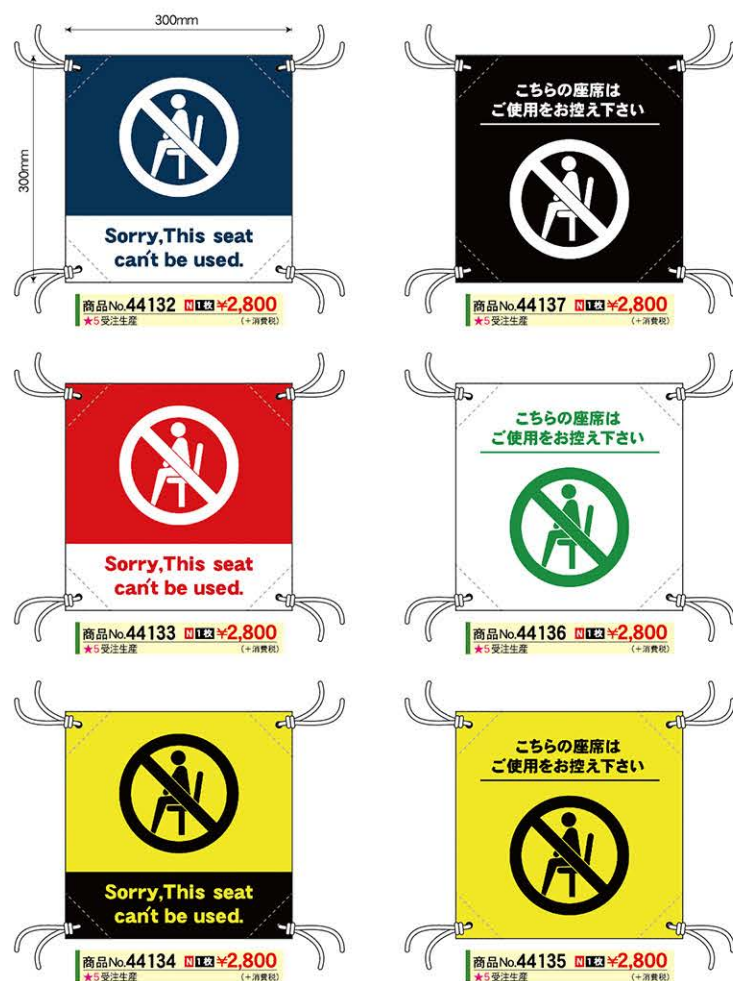 300mm
300mm
Sorry,This seat
can't be used.
商品No.44132 N 1枚 ¥2,800
★5受注生産 (+消費税)
こちらの座席は
ご使用をお控え下さい
商品No.44137 N 1枚 ¥2,800
★5受注生産 (+消費税)
Sorry,This seat
can't be used.
商品No.44133 N 1枚 ¥2,800
★5受注生産 (+消費税)
こちらの座席は
ご使用をお控え下さい
商品No.44136 N 1枚 ¥2,800
★5受注生産 (+消費税)
Sorry,This seat
can't be used.
商品No.44134 N 1枚 ¥2,800
★5受注生産 (+消費税)
こちらの座席は
ご使用をお控え下さい
商品No.44135 N 1枚 ¥2,800
★5受注生産 (+消費税)